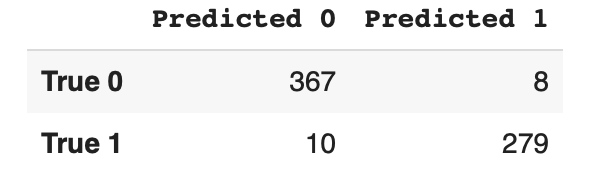 Predicted 0 Predicted 1
True 0 367 8
True 1 10 279